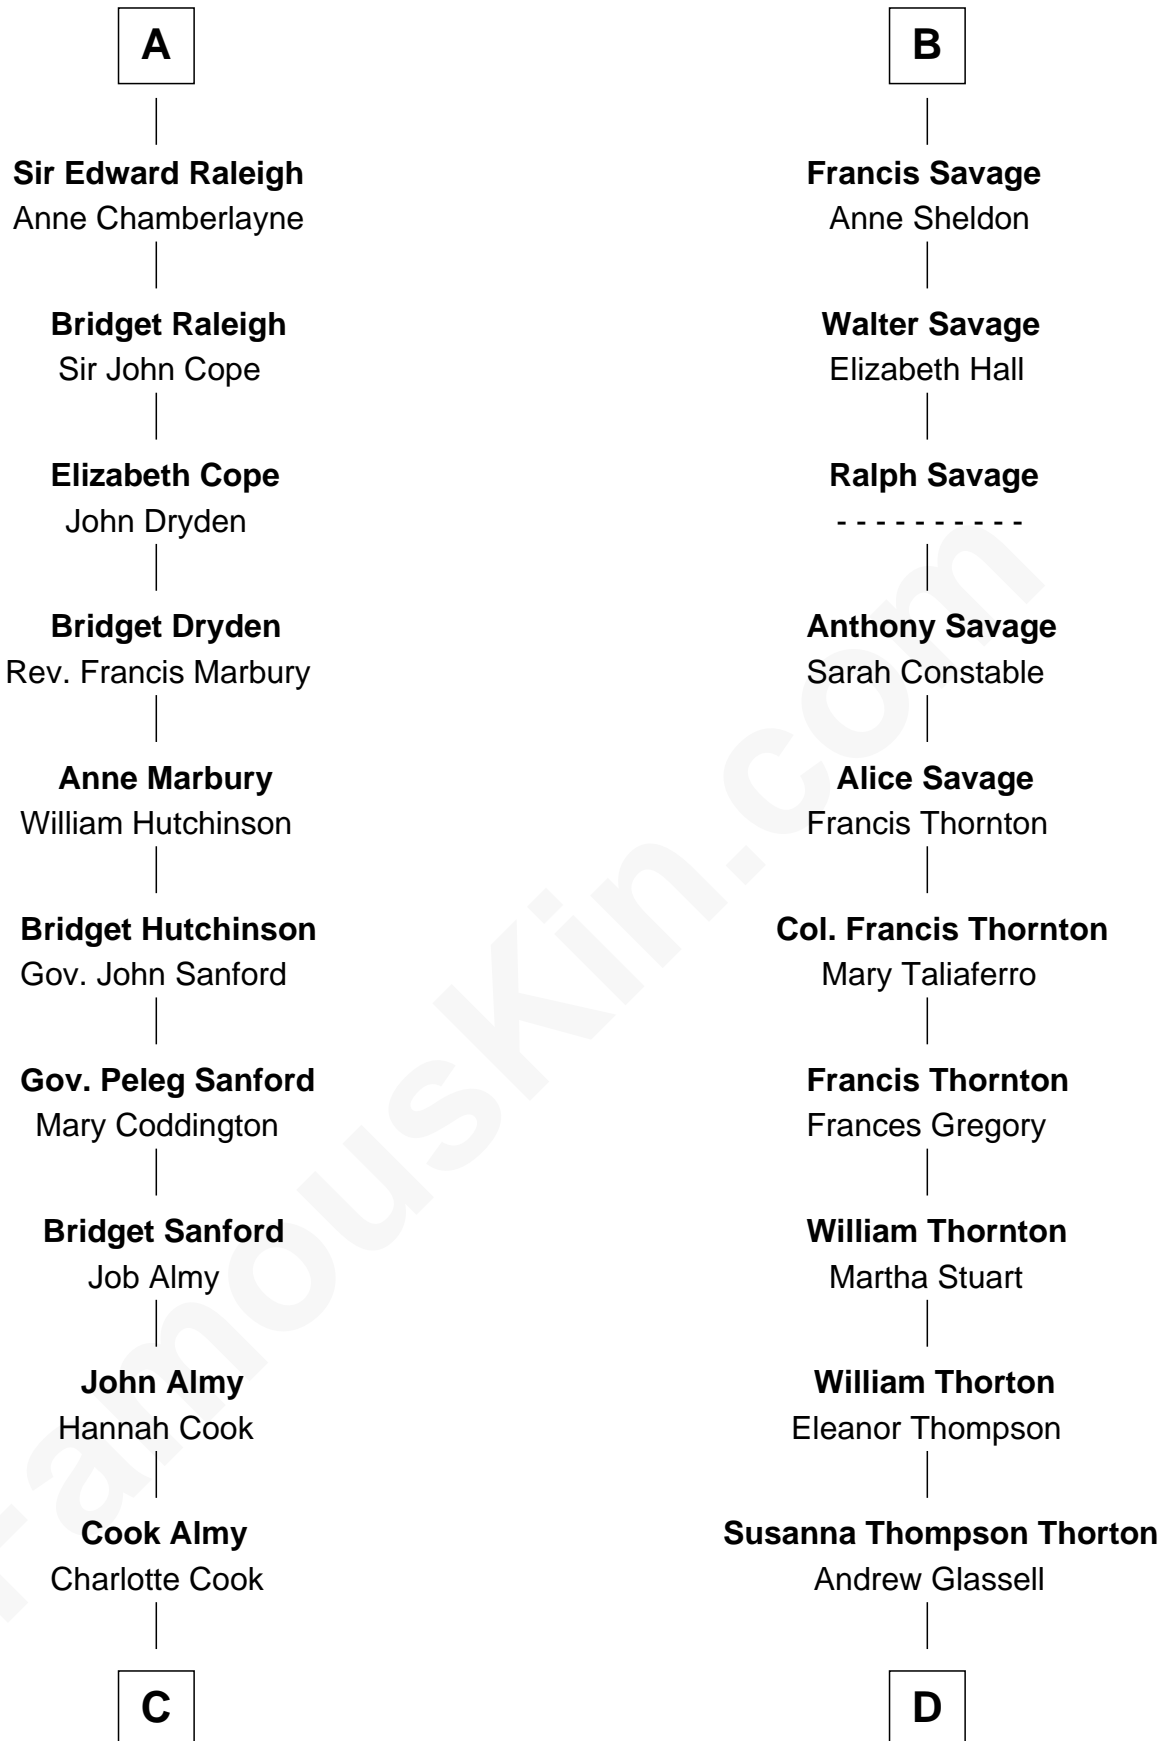 A
Sir Edward Raleigh
Anne Chamberlayne
Bridget Raleigh
Sir John Cope
Elizabeth Cope
John Dryden
Bridget Dryden
Rev. Francis Marbury
Anne Marbury
William Hutchinson
Bridget Hutchinson
Gov. John Sanford
Gov. Peleg Sanford
Mary Coddington
Bridget Sanford
Job Almy
John Almy
Hannah Cook
Cook Almy
Charlotte Cook
C
B
Francis Savage
Anne Sheldon
Walter Savage
Elizabeth Hall
Ralph Savage
- - - - - - - - - -
Anthony Savage
Sarah Constable
Alice Savage
Francis Thornton
Col. Francis Thornton
Mary Taliaferro
Francis Thornton
Frances Gregory
William Thornton
Martha Stuart
William Thorton
Eleanor Thompson
Susanna Thompson Thorton
Andrew Glassell
D
FamousKin.com